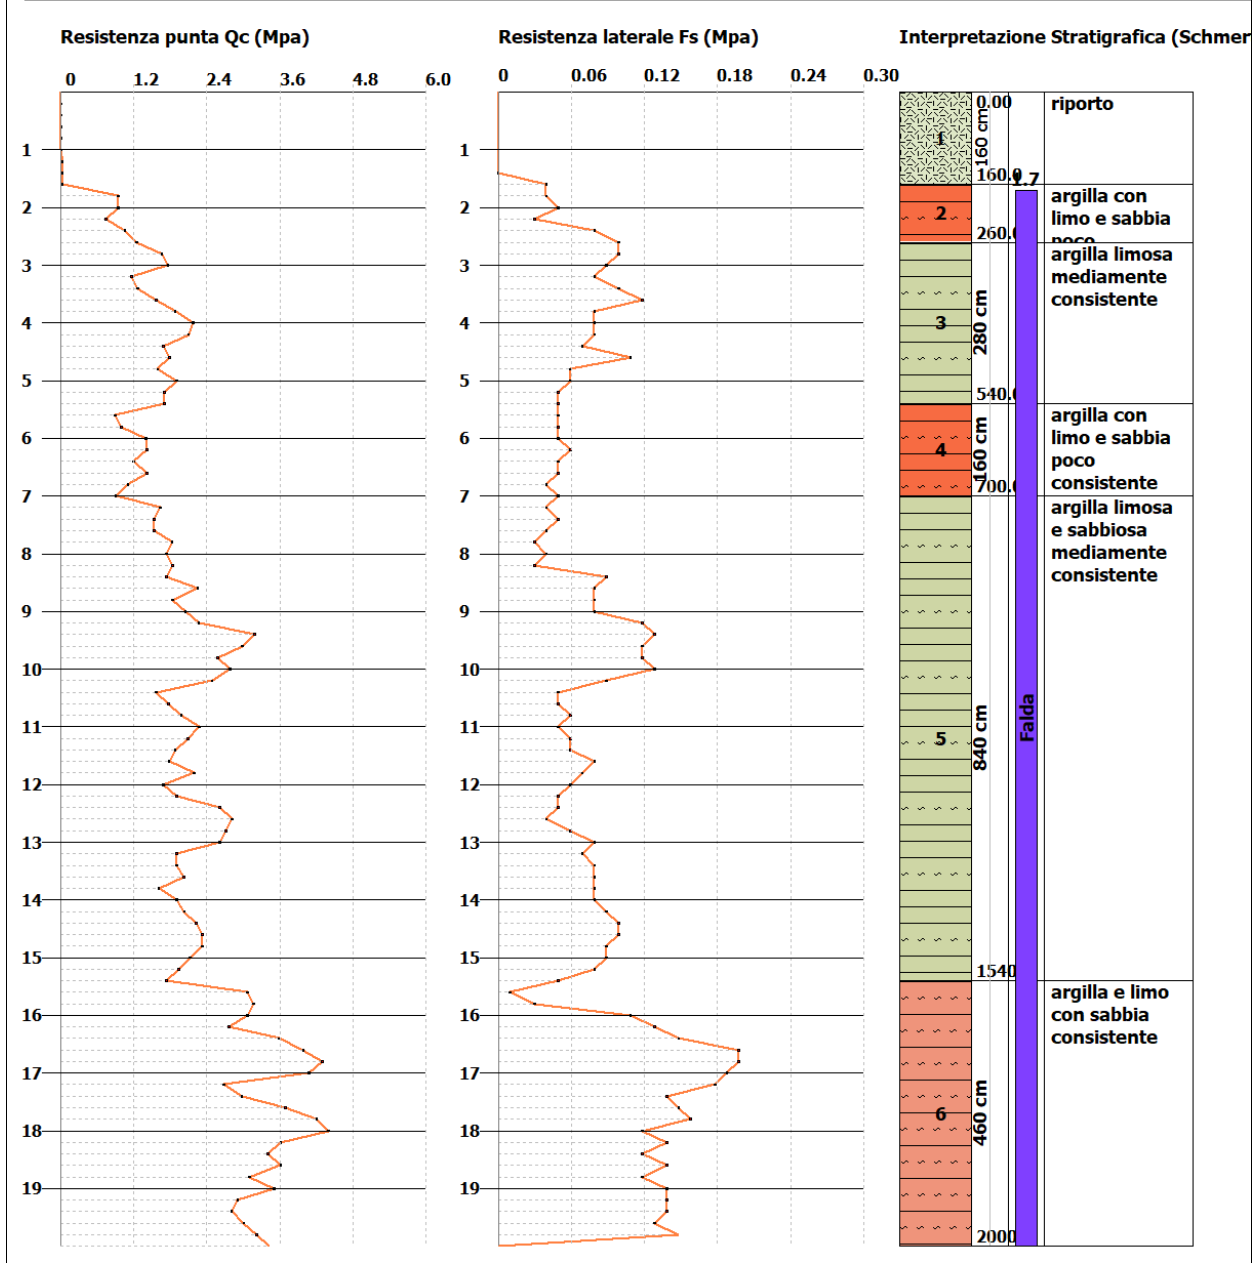 Resistenza punta Qc (Mpa)
Resistenza laterale Fs (Mpa)
Interpretazione Stratigrafica (Schmer
0 1.2 2.4 3.6 4.8 6.0
0 0.06 0.12 0.18 0.24 0.30
1
2
3
4
5
6
7
8
9
10
11
12
13
14
15
16
17
18
19
1
2
3
4
5
6
7
8
9
10
11
12
13
14
15
16
17
18
19
0.00
1
160 cm
160.0
riporto
1.7
2
260.0
argilla con
limo e sabbia
poco
3
280 cm
540.0
argilla limosa
mediamente
consistente
4
160 cm
700.0
argilla con
limo e sabbia
poco
consistente
5
840 cm
1540
Falda
argilla limosa
e sabbiosa
mediamente
consistente
6
460 cm
2000
argilla e limo
con sabbia
consistente